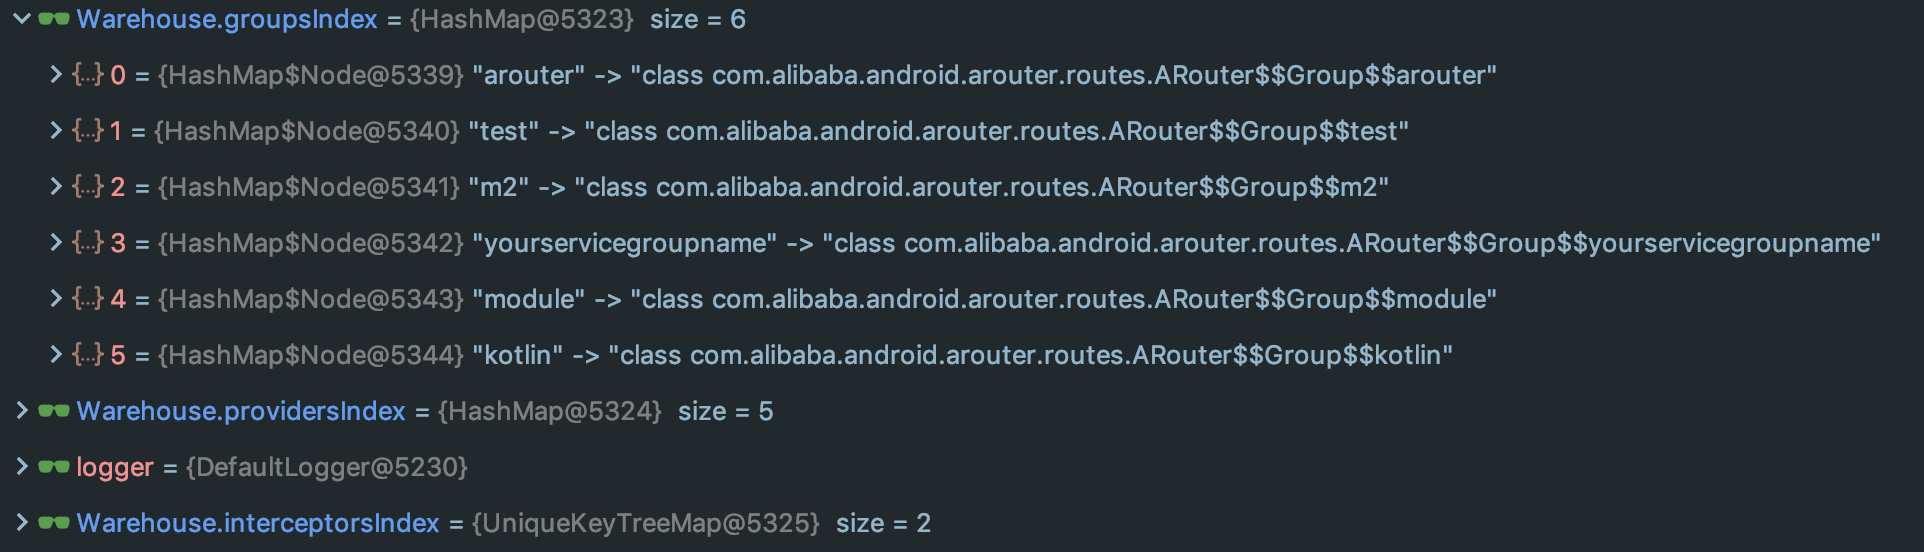 Warehouse.groupsIndex = {HashMap@5323} size = 6
{...} 0 = {HashMap$Node@5339} "arouter" -> "class com.alibaba.android.arouter.routes.ARouter$$Group$$arouter"
{...} 1 = {HashMap$Node@5340} "test" -> "class com.alibaba.android.arouter.routes.ARouter$$Group$$test"
{...} 2 = {HashMap$Node@5341} "m2" -> "class com.alibaba.android.arouter.routes.ARouter$$Group$$m2"
{...} 3 = {HashMap$Node@5342} "yourservicegroupname" -> "class com.alibaba.android.arouter.routes.ARouter$$Group$$yourservicegroupname"
{...} 4 = {HashMap$Node@5343} "module" -> "class com.alibaba.android.arouter.routes.ARouter$$Group$$module"
{...} 5 = {HashMap$Node@5344} "kotlin" -> "class com.alibaba.android.arouter.routes.ARouter$$Group$$kotlin"
Warehouse.providersIndex = {HashMap@5324} size = 5
logger = {DefaultLogger@5230}
Warehouse.interceptorsIndex = {UniqueKeyTreeMap@5325} size = 2